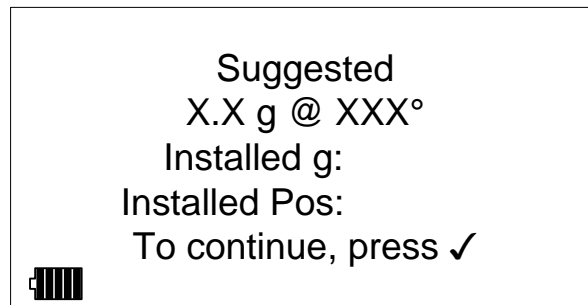 Suggested
X.X g @ XXX°
Installed g:
Installed Pos:
To continue, press ✓